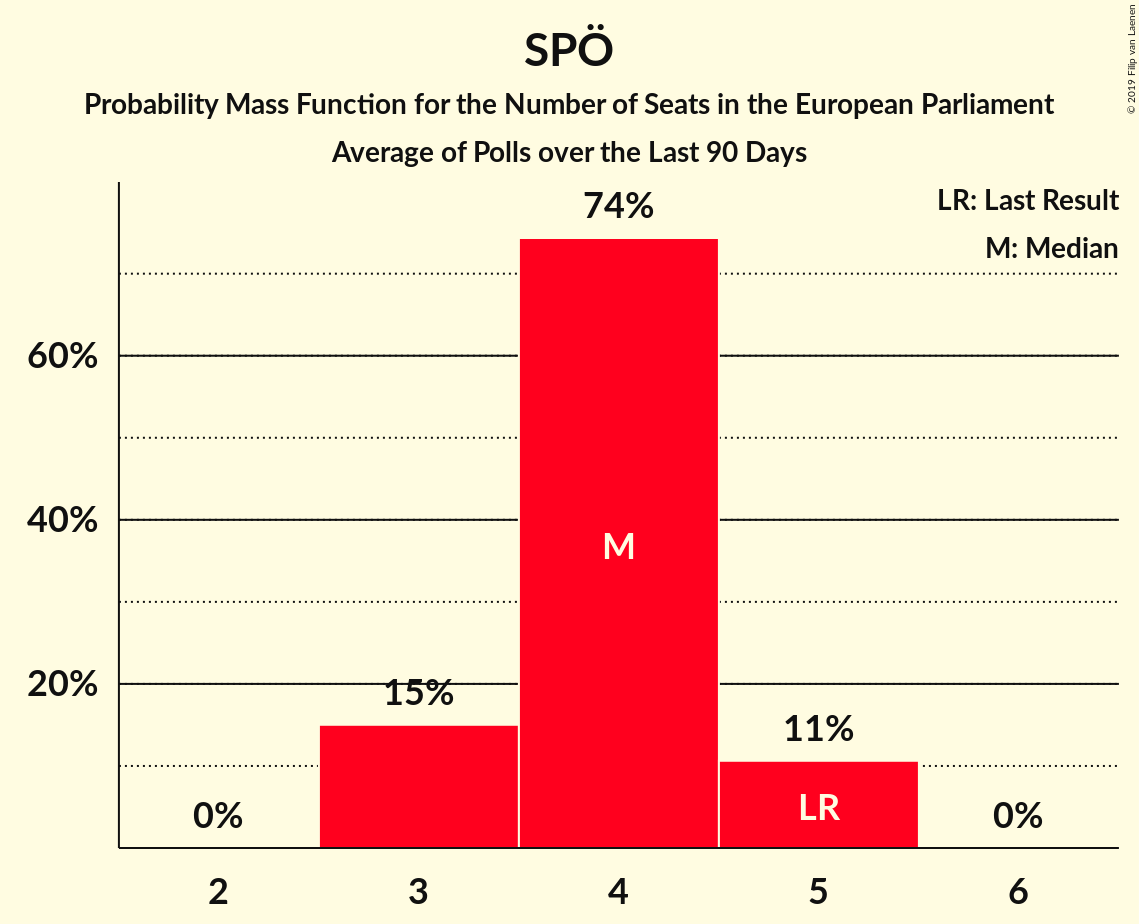 SPÖ
Probability Mass Function for the Number of Seats in the European Parliament
Average of Polls over the Last 90 Days
© 2019 Filip van Laenen
LR: Last Result
M: Median
74%
60%
40%
M
20%
15%
11%
LR
0%
0%
2 3 4 5 6